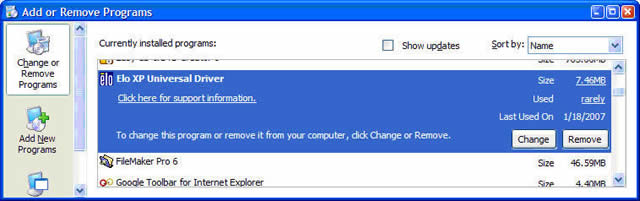 Add or Remove Programs
Change or
Remove
Programs
Add New
Programs
Currently installed programs:
Show updates
Sort by: Name
Size
elo Elo XP Universal Driver Size 7.46MB
Click here for support information. Used rarely
Last Used On 1/18/2007
To change this program or remove it from your computer, click Change or Remove. Change Remove
FileMaker Pro 6 Size 46.59MB
Google Toolbar for Internet Explorer Size 4.40MB